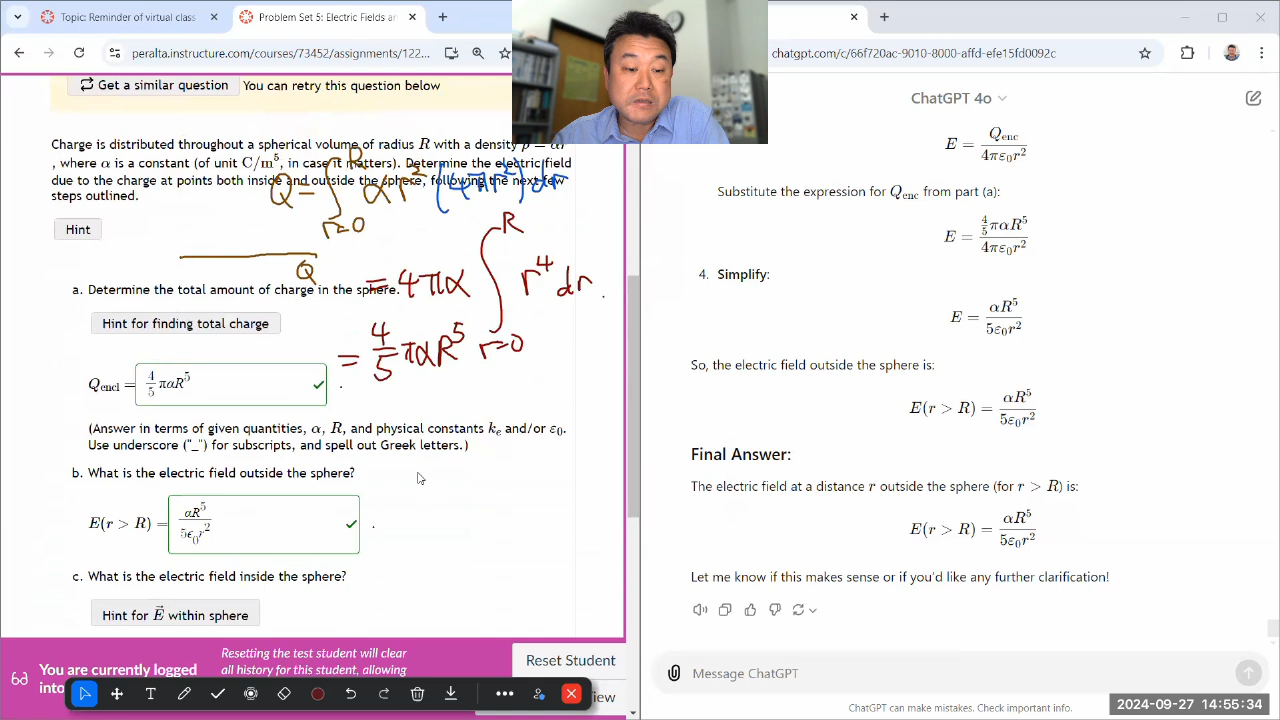 Topic: Reminder of virtual class
Problem Set 5: Electric Fields an
peralta.instructure.com/courses/73452/assignments/122...
Get a similar question
You can retry this question below
Charge is distributed throughout a spherical volume of radius R with a density ρ = αr
, where α is a constant (of unit C/m⁵, in case it matters). Determine the electric field
due to the charge at points both inside and outside the sphere, following the next few
steps outlined.
Q = ∫_{r=0}^{R} αr² (4πr²) dr
Hint
Q
= 4πα ∫_{r=0}^{R} r⁴ dr
a. Determine the total amount of charge in the sphere.
Hint for finding total charge
= 4/5 παR⁵
Q_encl = 4/5 παR⁵ ✓ .
(Answer in terms of given quantities, α, R, and physical constants k_e and/or ε₀.
Use underscore ("_") for subscripts, and spell out Greek letters.)
b. What is the electric field outside the sphere?
E(r > R) = αR⁵/5ϵ₀r² ✓ .
c. What is the electric field inside the sphere?
Hint for E⃗ within sphere
You are currently logged
into
Resetting the test student will clear
all history for this student, allowing
Reset Student
View
chatgpt.com/c/66f720ac-9010-8000-affd-efe15fd0092c
ChatGPT 4o
E = Q_enc/4πε₀r²
Substitute the expression for Q_enc from part (a):
E = 4/5 παR⁵/4πε₀r²
4. Simplify:
E = αR⁵/5ε₀r²
So, the electric field outside the sphere is:
E(r > R) = αR⁵/5ε₀r²
Final Answer:
The electric field at a distance r outside the sphere (for r > R) is:
E(r > R) = αR⁵/5ε₀r²
Let me know if this makes sense or if you'd like any further clarification!
Message ChatGPT
ChatGPT can make mistakes. Check important info.
2024-09-27 14:55:34